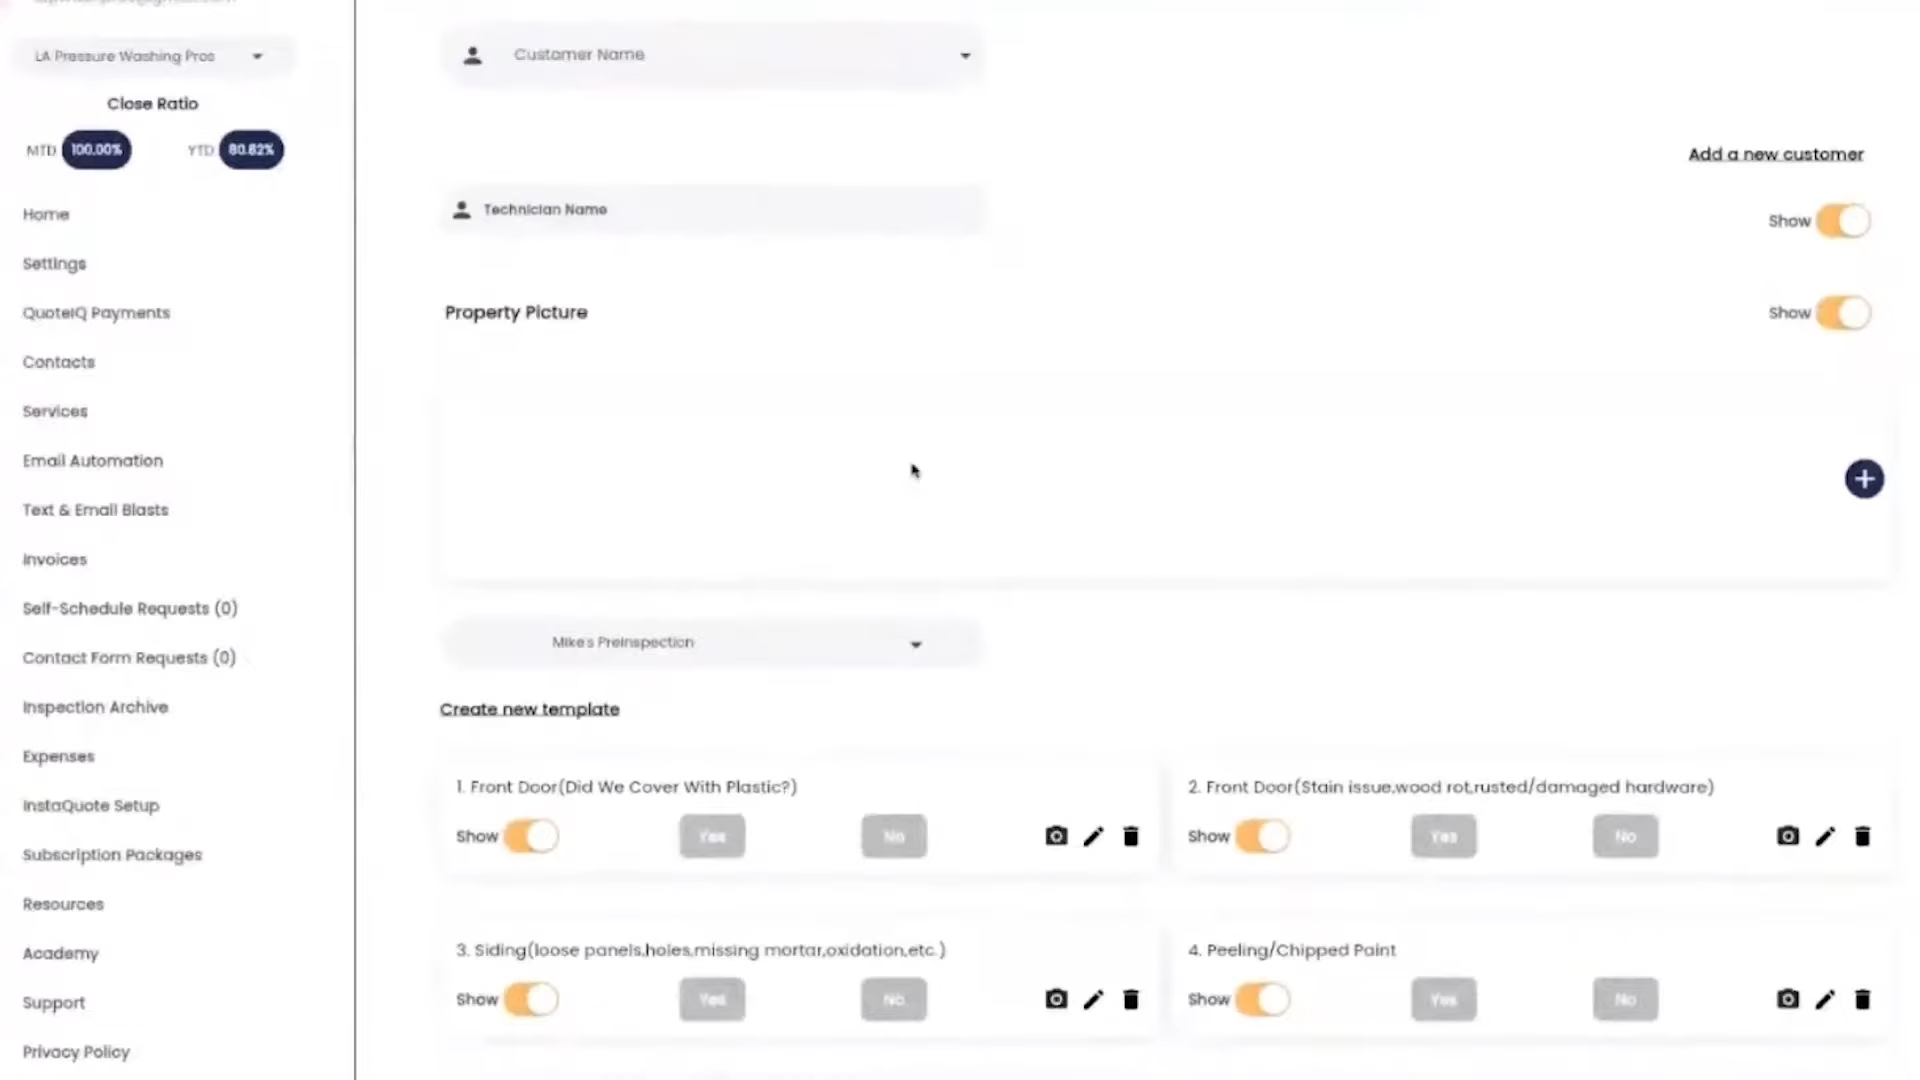 LA Pressure Washing Pros
Close Ratio
MTD 100.00% YTD 80.82%
Home
Settings
QuoteIQ Payments
Contacts
Services
Email Automation
Text & Email Blasts
Invoices
Self-Schedule Requests (0)
Contact Form Requests (0)
Inspection Archive
Expenses
InstaQuote Setup
Subscription Packages
Resources
Academy
Support
Privacy Policy
Customer Name
Add a new customer
Technician Name
Show
Property Picture
Show
Mike's Preinspection
Create new template
1. Front Door(Did We Cover With Plastic?)
Show Yes No
2. Front Door(Stain issue,wood rot,rusted/damaged hardware)
Show Yes No
3. Siding(loose panels,holes,missing mortar,oxidation,etc.)
Show Yes No
4. Peeling/Chipped Paint
Show Yes No